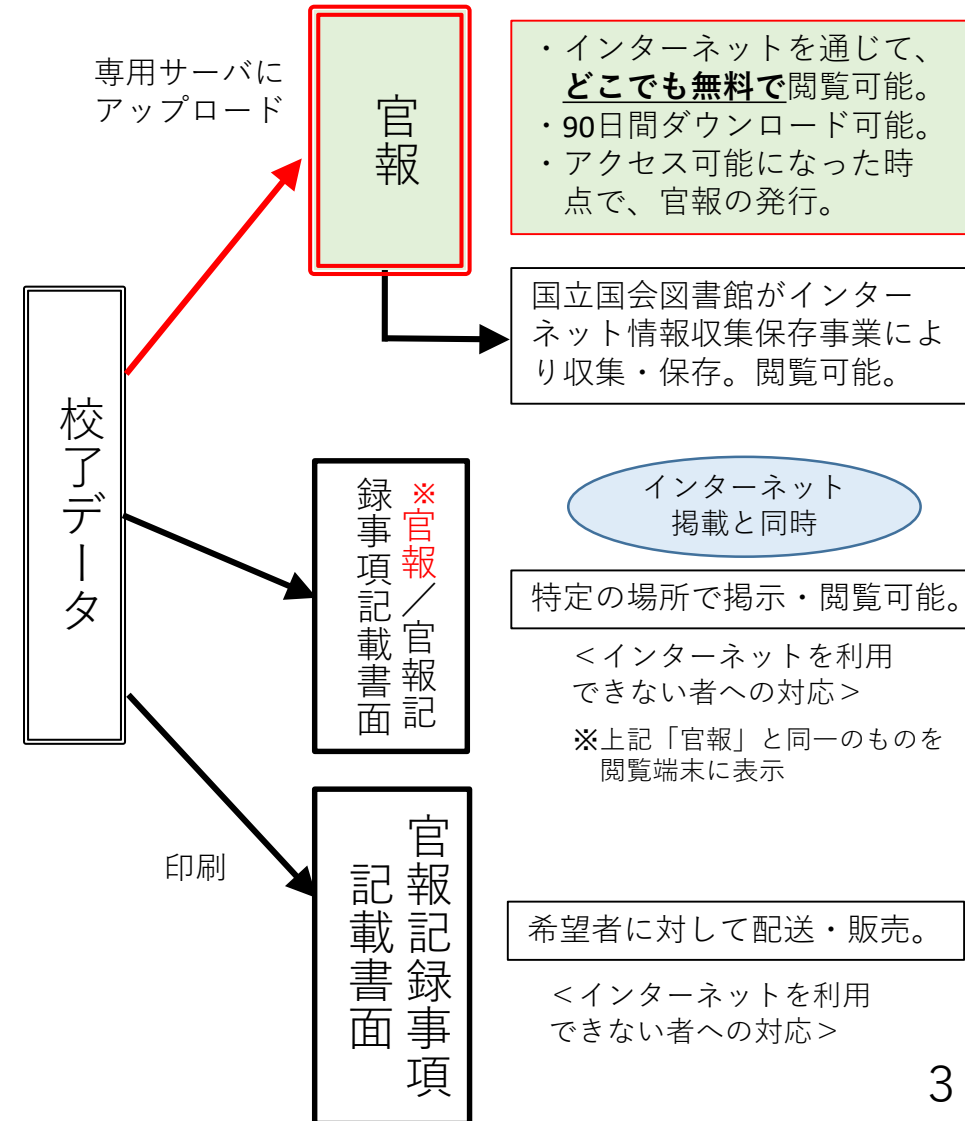 専用サーバに
アップロード
官報
・インターネットを通じて、
どこでも無料で閲覧可能。
・90日間ダウンロード可能。
・アクセス可能になった時
点で、官報の発行。
国立国会図書館がインター
ネット情報収集保存事業によ
り収集・保存。閲覧可能。
校了データ
※官報／官報記
録事項記載書面
インターネット
掲載と同時
特定の場所で掲示・閲覧可能。
＜インターネットを利用
できない者への対応＞
※上記「官報」と同一のものを
閲覧端末に表示
印刷
官報記録事項
記載書面
希望者に対して配送・販売。
＜インターネットを利用
できない者への対応＞
3